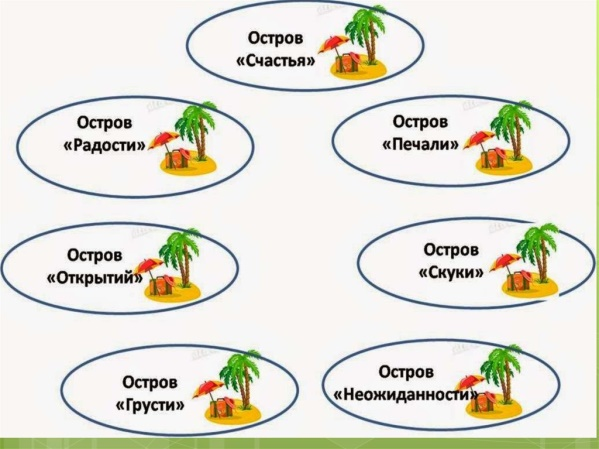 Остров
«Счастья»
Остров
«Радости»
Остров
«Печали»
Остров
«Открытий»
Остров
«Скуки»
Остров
«Грусти»
Остров
«Неожиданности»